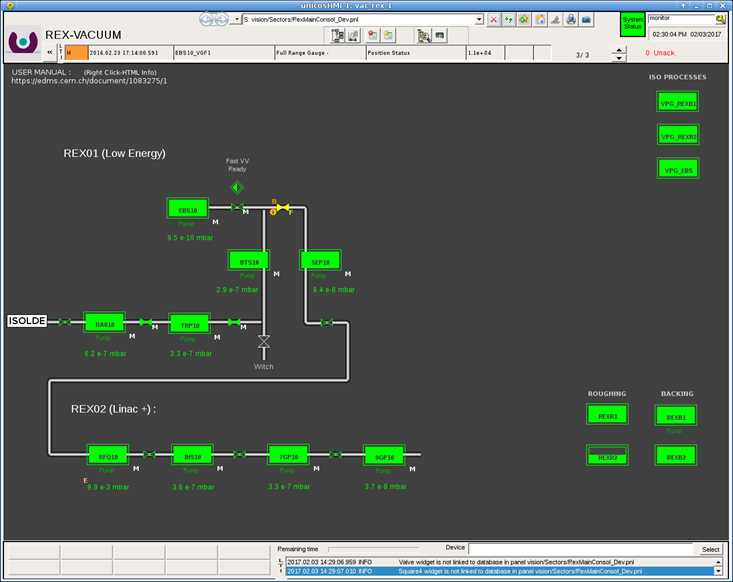 unicosHMI_1: vac_rex_1
S: vision/Sectors/RexMainConsol_Dev.pnl
System
Status
monitor
02:30:04 PM 02/03/2017
REX-VACUUM
L
T
I
H
2016.02.23 17:14:00.591
EBS10_VGF1
Full Range Gauge -
Position Status
1.1e+04
3/ 3
0 Unack.
USER MANUAL : (Right Click-HTML Info)
https://edms.cern.ch/document/1083275/1
ISO PROCESSES
VPG_REXB1
VPG_REXB2
VPG_EBS
REX01 (Low Energy)
Fast VV
Ready
EBS10
M
B
F
Pump
M
9.5 e-10 mbar
BTS10
SEP10
Pump
M
Pump
M
2.9 e-7 mbar
9.4 e-8 mbar
ISOLDE
RA010
M
TRP10
M
Pump
M
Pump
M
6.2 e-7 mbar
3.3 e-7 mbar
Witch
REX02 (Linac +) :
ROUGHING
BACKING
REXR1
REXB1
Pump
RFQ10
IHS10
7GP10
9GP10
REXR2
REXB2
Pump
M
Pump
M
Pump
M
Pump
M
E
9.9 e-3 mbar
3.6 e-7 mbar
3.3 e-7 mbar
3.7 e-8 mbar
Remaining time
Device
Select
2017.02.03 14:29:06.959 INFO
Valve widget is not linked to database in panel vision/Sectors/RexMainConsol_Dev.pnl
2017.02.03 14:29:07.010 INFO
Square4 widget is not linked to database in panel vision/Sectors/RexMainConsol_Dev.pnl